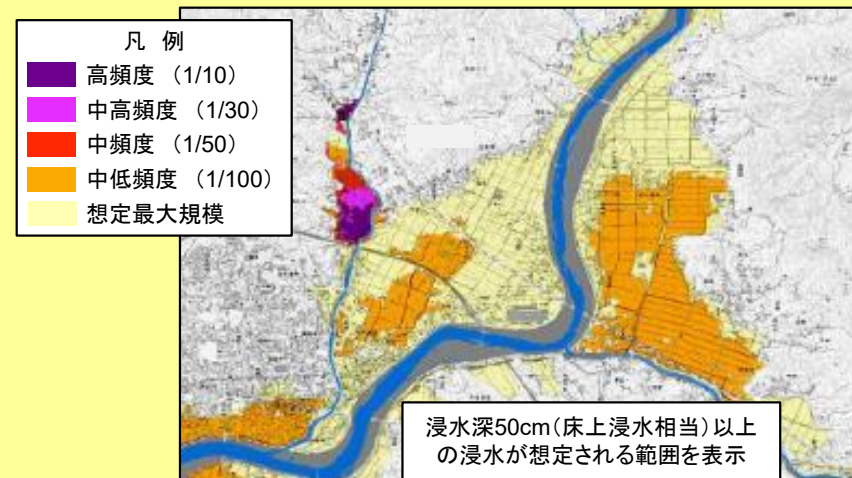 凡 例
高頻度 （1/10）
中高頻度 （1/30）
中頻度 （1/50）
中低頻度 （1/100）
想定最大規模
浸水深50cm（床上浸水相当）以上
の浸水が想定される範囲を表示